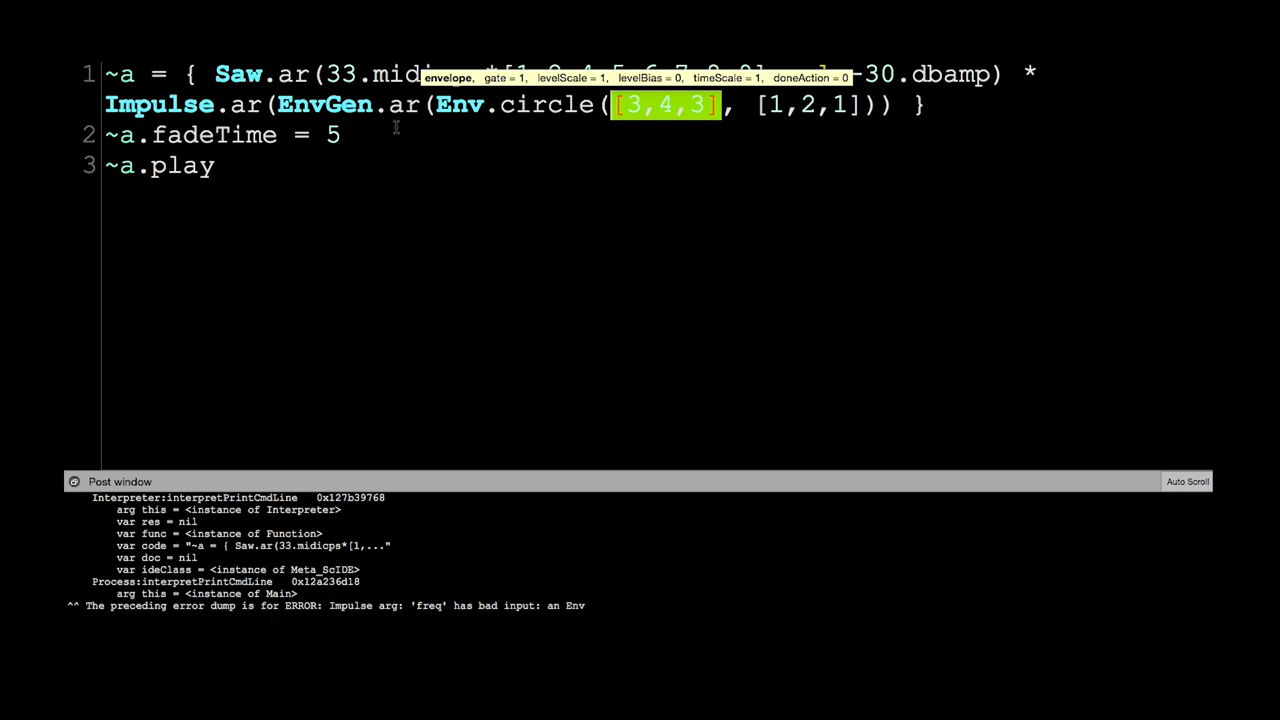 1 ~a = { Saw.ar(33.mid -30.dbamp) *
envelope, gate = 1, levelScale = 1, levelBias = 0, timeScale = 1, doneAction = 0
Impulse.ar(EnvGen.ar(Env.circle([3,4,3], [1,2,1])) }
2 ~a.fadeTime = 5
3 ~a.play
Post window
Auto Scroll
Interpreter:interpretPrintCmdLine 0x127b39768
arg this = <instance of Interpreter>
var res = nil
var func = <instance of Function>
var code = "~a = { Saw.ar(33.midicps*[1,..."
var doc = nil
var ideClass = <instance of Meta_ScIDE>
Process:interpretPrintCmdLine 0x12a236d18
arg this = <instance of Main>
^^ The preceding error dump is for ERROR: Impulse arg: 'freq' has bad input: an Env